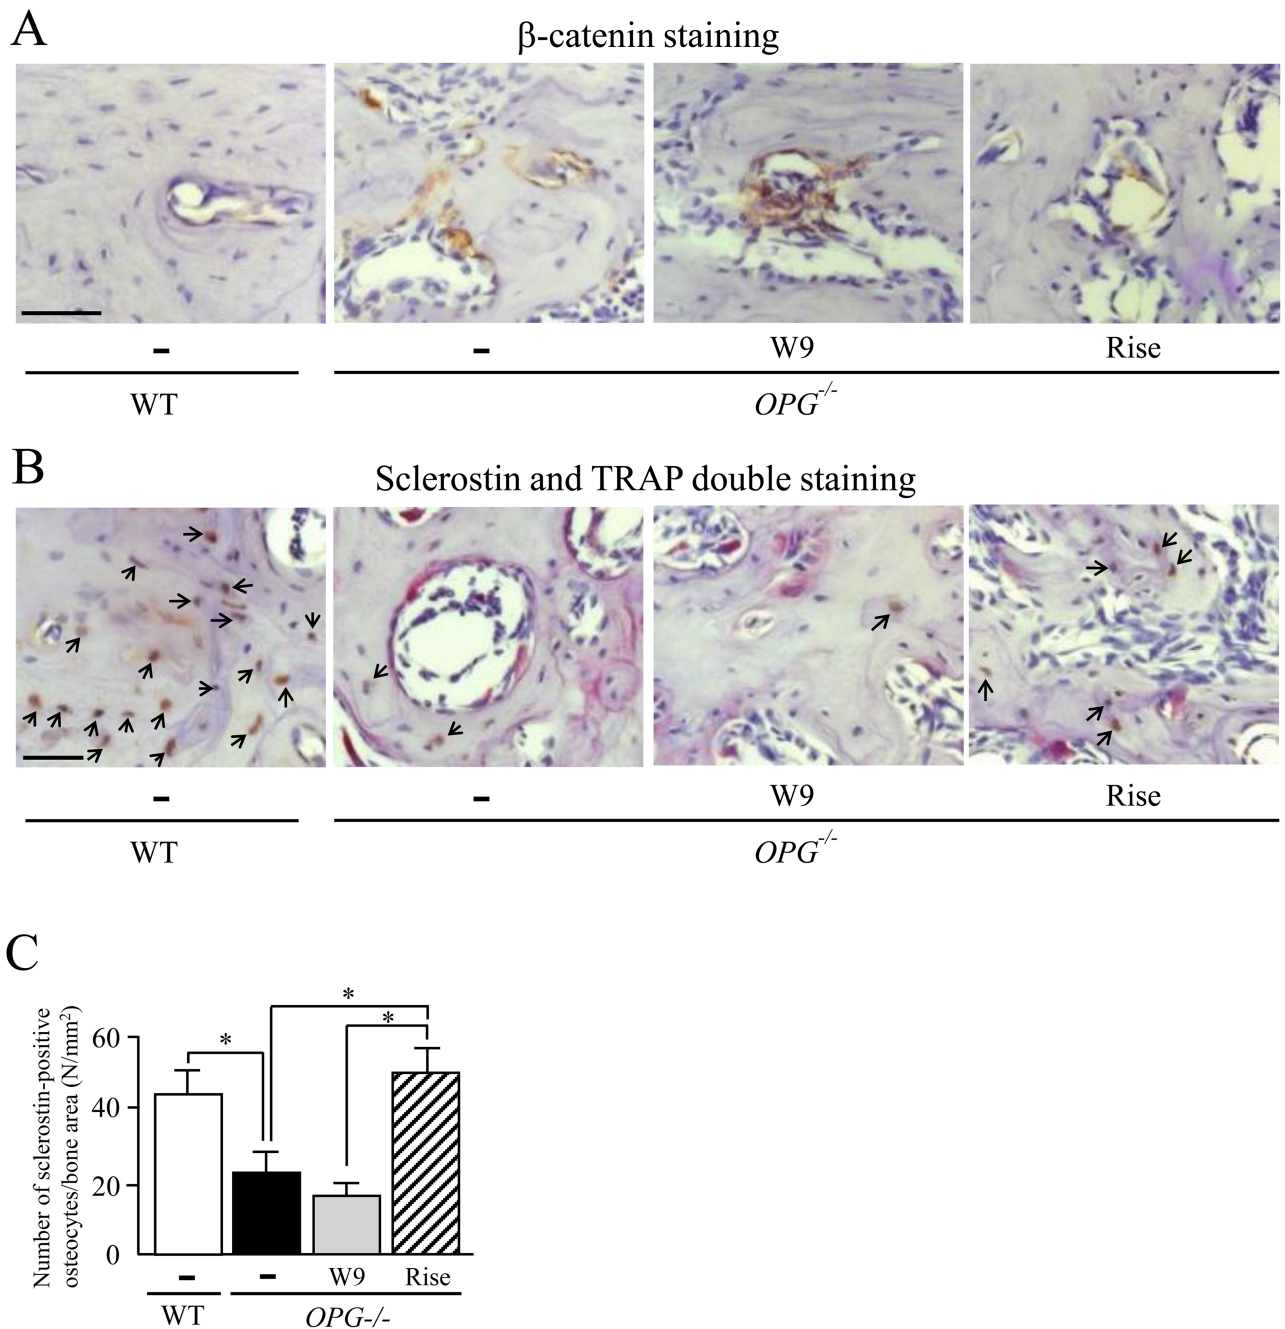 A
β-catenin staining
- - W9 Rise
WT OPG-/-
B
Sclerostin and TRAP double staining
- - W9 Rise
WT OPG-/-
C
Number of sclerostin-positive
osteocytes/bone area (N/mm2)
60
40
20
0
* * *
- - W9 Rise
WT OPG-/-